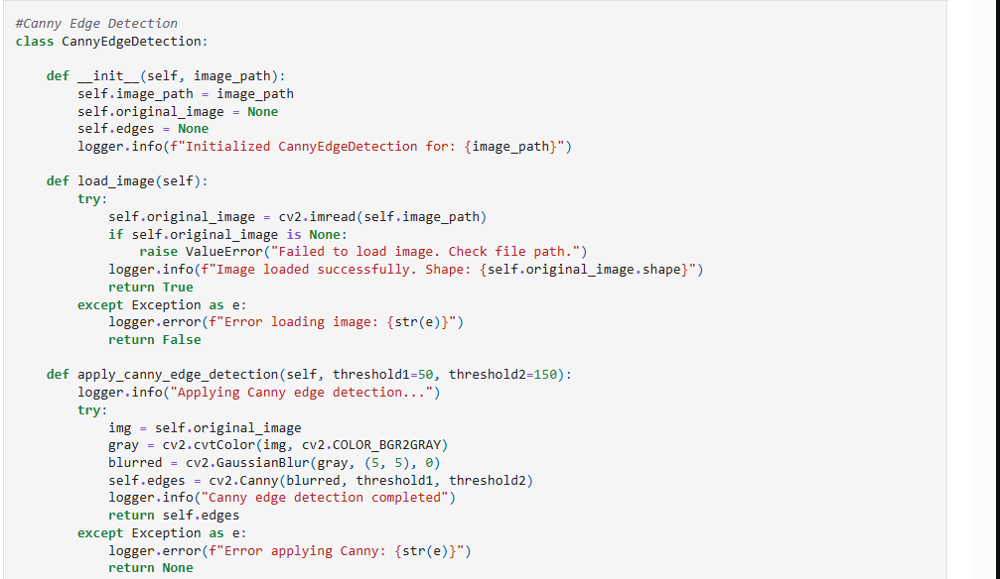 #Canny Edge Detection
class CannyEdgeDetection:
    def __init__(self, image_path):
        self.image_path = image_path
        self.original_image = None
        self.edges = None
        logger.info(f"Initialized CannyEdgeDetection for: {image_path}")
    def load_image(self):
        try:
            self.original_image = cv2.imread(self.image_path)
            if self.original_image is None:
                raise ValueError("Failed to load image. Check file path.")
            logger.info(f"Image loaded successfully. Shape: {self.original_image.shape}")
            return True
        except Exception as e:
            logger.error(f"Error loading image: {str(e)}")
            return False
    def apply_canny_edge_detection(self, threshold1=50, threshold2=150):
        logger.info("Applying Canny edge detection...")
        try:
            img = self.original_image
            gray = cv2.cvtColor(img, cv2.COLOR_BGR2GRAY)
            blurred = cv2.GaussianBlur(gray, (5, 5), 0)
            self.edges = cv2.Canny(blurred, threshold1, threshold2)
            logger.info("Canny edge detection completed")
            return self.edges
        except Exception as e:
            logger.error(f"Error applying Canny: {str(e)}")
            return None